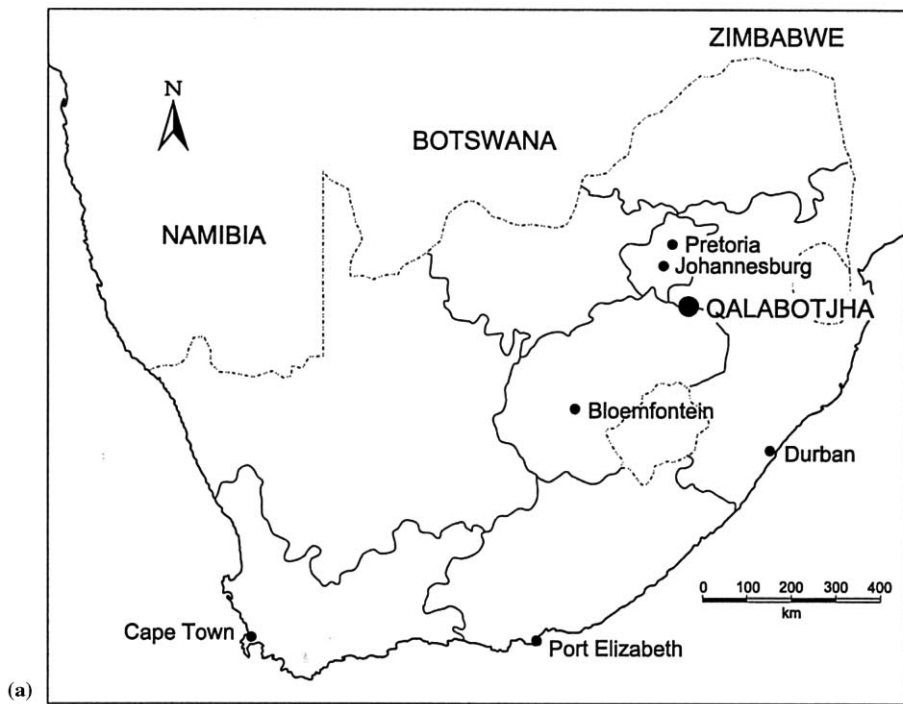 ZIMBABWE
N
BOTSWANA
NAMIBIA
Pretoria
Johannesburg
QALABOTJHA
Bloemfontein
Durban
0 100 200 300 400
km
Cape Town
Port Elizabeth
(a)